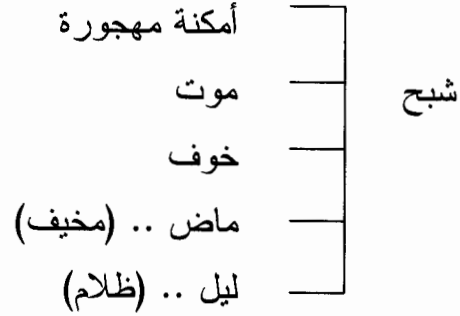 أمكنة مهجورة
موت
شبح
خوف
ماض .. (مخيف)
ليل .. (ظلام)